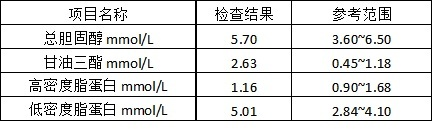 项目名称 检查结果 参考范围
总胆固醇 mmol/L 5.70 3.60~6.50
甘油三酯 mmol/L 2.63 0.45~1.18
高密度脂蛋白 mmol/L 1.16 0.90~1.68
低密度脂蛋白 mmol/L 5.01 2.84~4.10